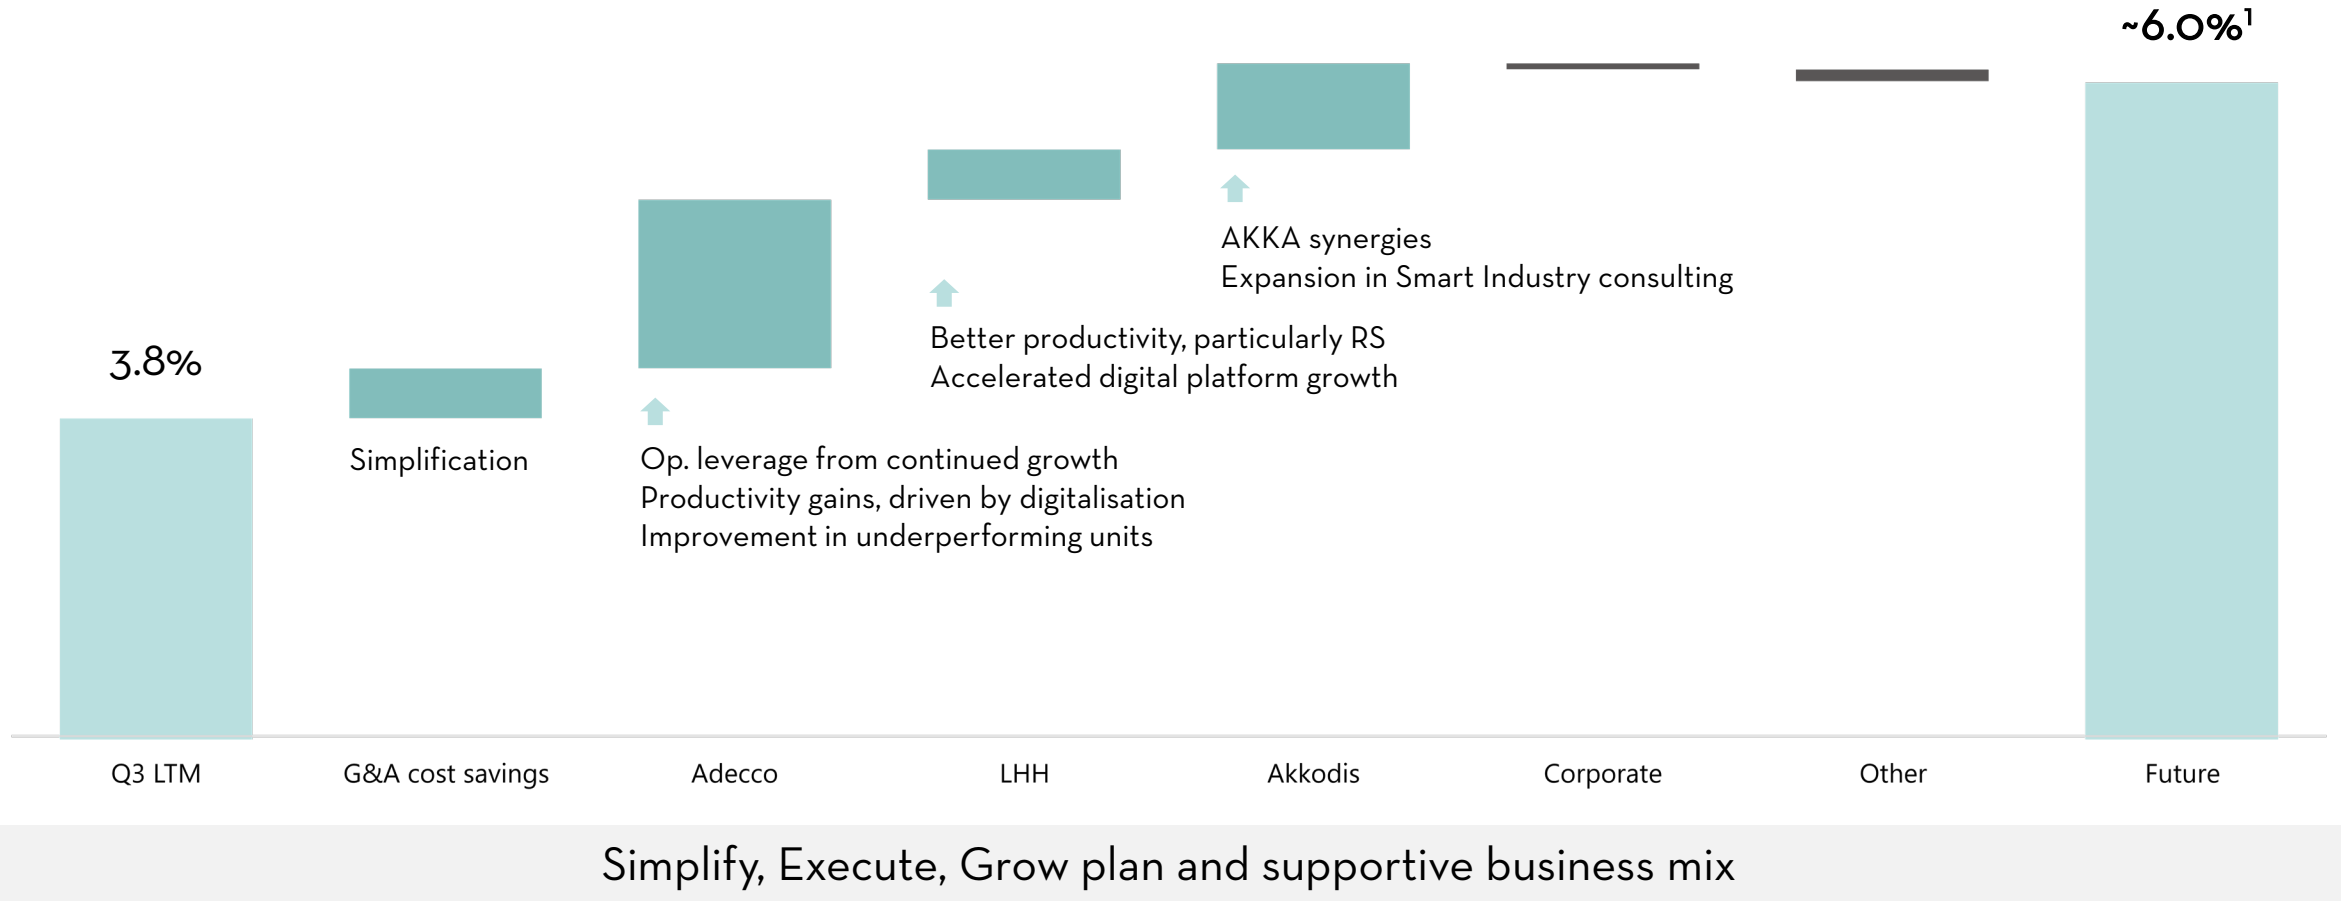 ~6.0%¹
3.8%
Simplification
Op. leverage from continued growth
Productivity gains, driven by digitalisation
Improvement in underperforming units
Better productivity, particularly RS
Accelerated digital platform growth
AKKA synergies
Expansion in Smart Industry consulting
Q3 LTM
G&A cost savings
Adecco
LHH
Akkodis
Corporate
Other
Future
Simplify, Execute, Grow plan and supportive business mix